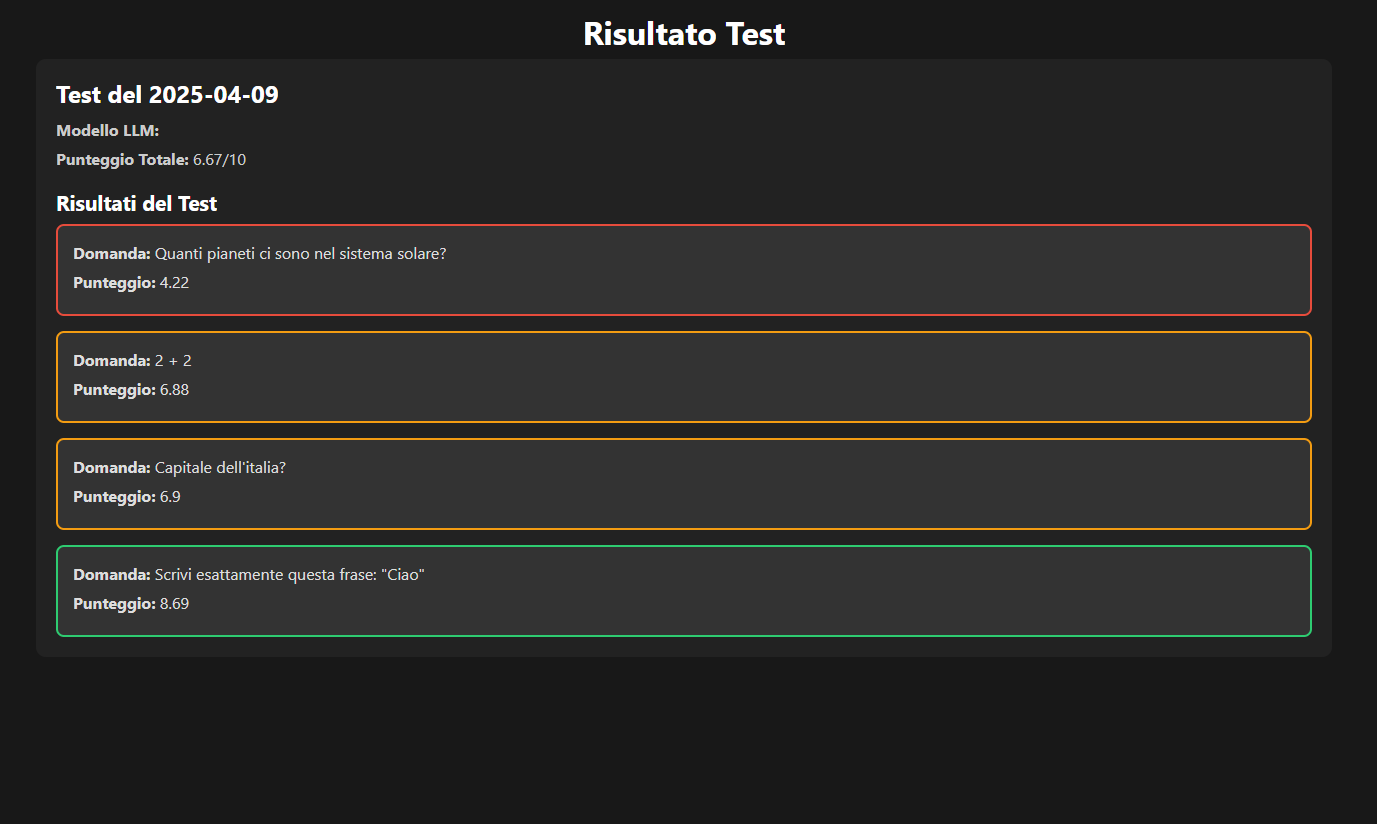 Risultato Test
Test del 2025-04-09
Modello LLM:
Punteggio Totale: 6.67/10
Risultati del Test
Domanda: Quanti pianeti ci sono nel sistema solare?
Punteggio: 4.22
Domanda: 2 + 2
Punteggio: 6.88
Domanda: Capitale dell'italia?
Punteggio: 6.9
Domanda: Scrivi esattamente questa frase: "Ciao"
Punteggio: 8.69